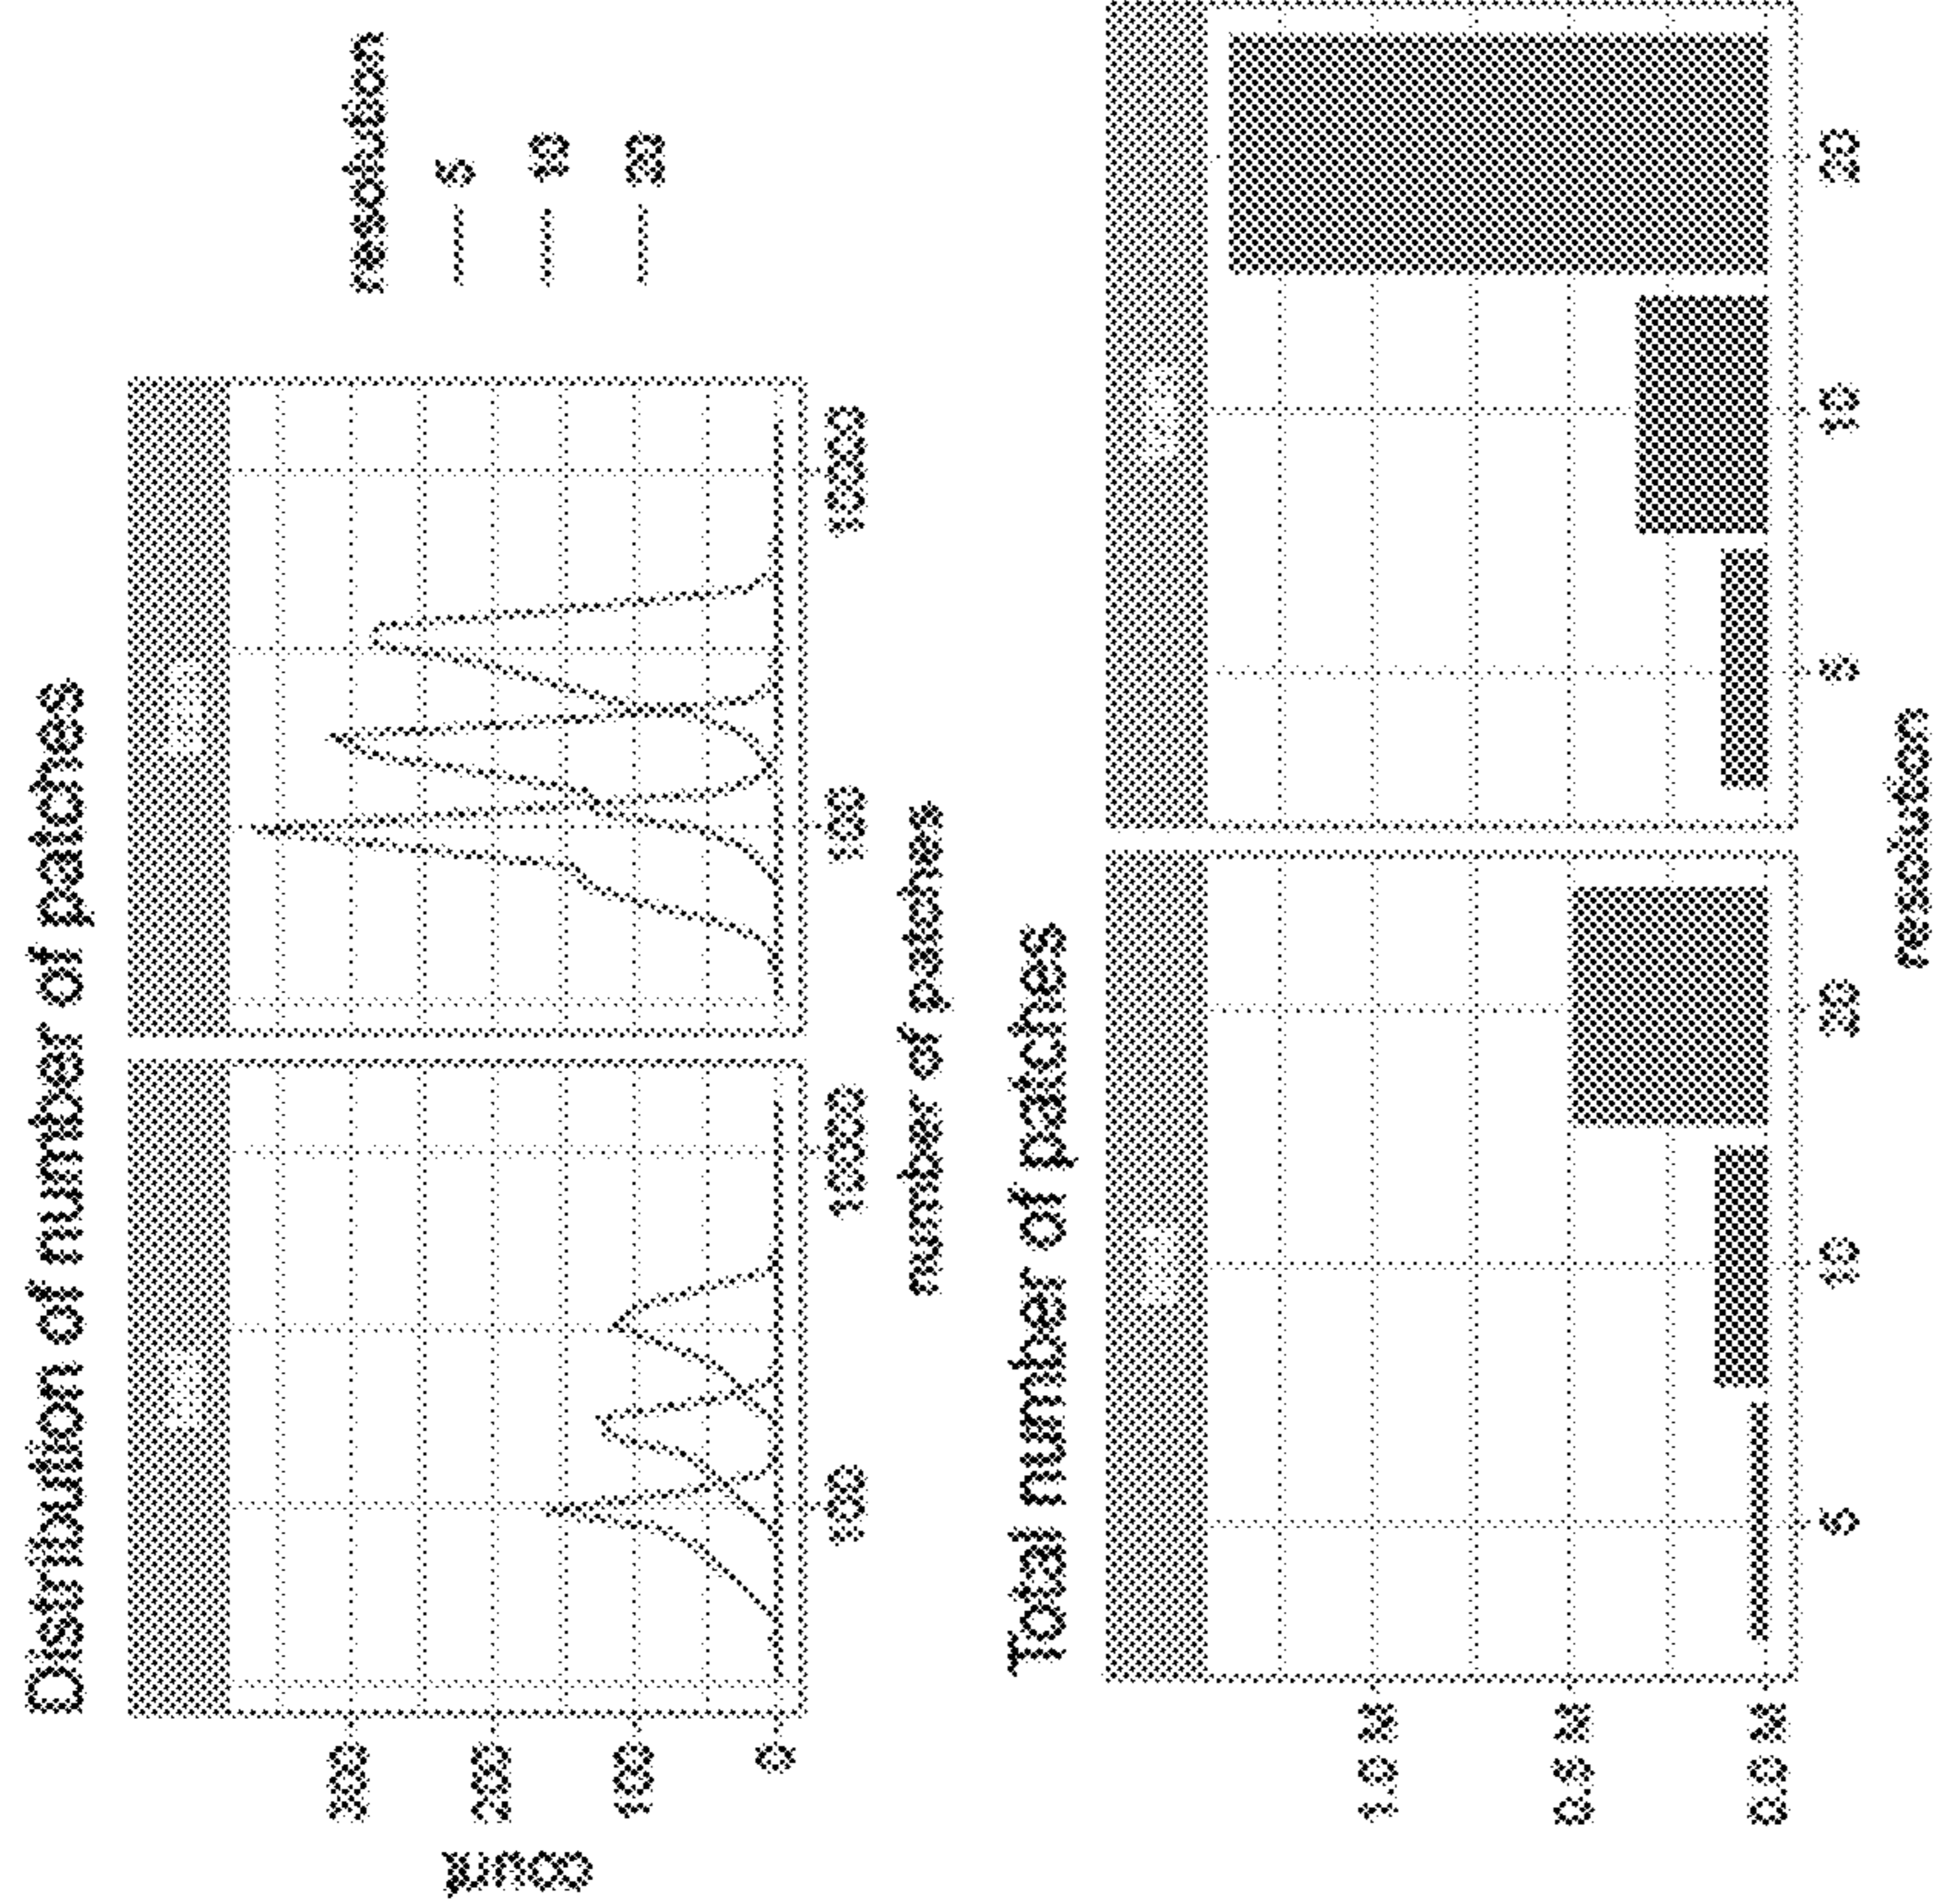 Distribution of number of patches
count
300
200
100
0
100
10000
100
10000
number of patches
resolution
5
10
20
Total number of patches
1.0 M
0.5 M
0.0 M
5
10
20
5
10
20
resolution